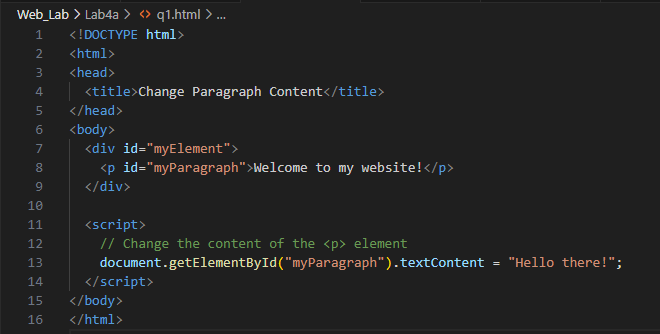 Web_Lab > Lab4a > <> q1.html > ...
1 <!DOCTYPE html>
2 <html>
3 <head>
4   <title>Change Paragraph Content</title>
5 </head>
6 <body>
7   <div id="myElement">
8     <p id="myParagraph">Welcome to my website!</p>
9   </div>
10
11   <script>
12     // Change the content of the <p> element
13     document.getElementById("myParagraph").textContent = "Hello there!";
14   </script>
15 </body>
16 </html>